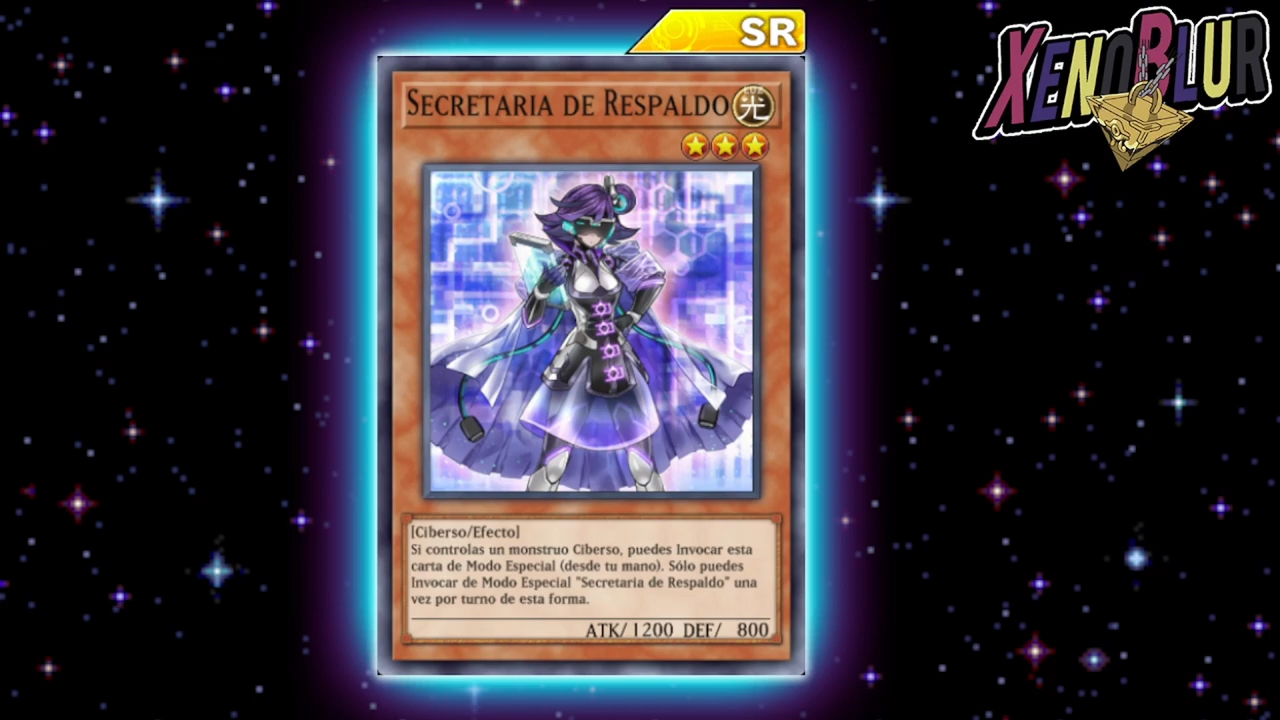 SR
XENOBLUR
SECRETARIA DE RESPALDO
LUZ
光
[Ciberso/Efecto]
Si controlas un monstruo Ciberso, puedes Invocar esta
carta de Modo Especial (desde tu mano). Sólo puedes
Invocar de Modo Especial "Secretaria de Respaldo" una
vez por turno de esta forma.
ATK/ 1200 DEF/ 800